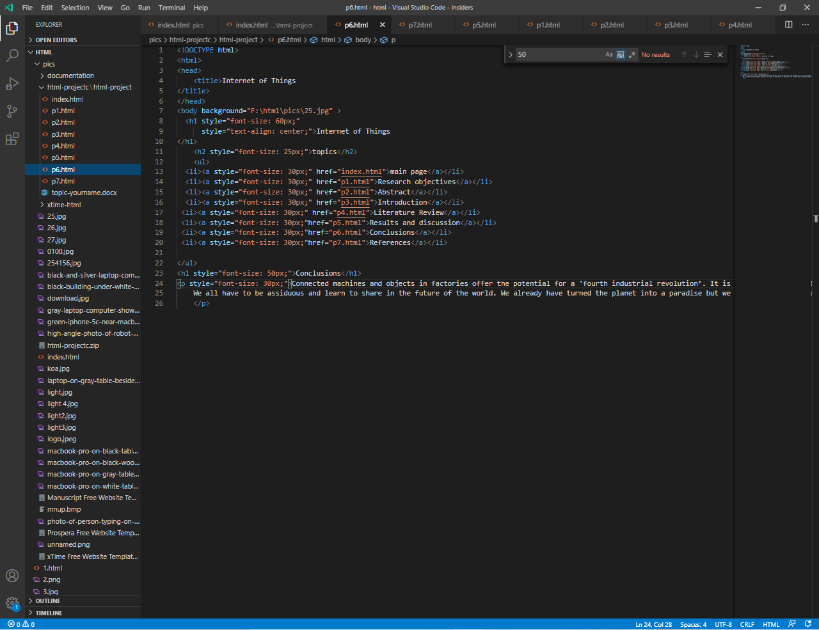 File Edit Selection View Go Run Terminal Help
p6.html - html - Visual Studio Code - Insiders
EXPLORER
index.html pics
index.html ...\html-project
p6.html
p7.html
p5.html
p1.html
p2.html
p3.html
p4.html
OPEN EDITORS
HTML
pics
documentation
html-projectc \ html-project
index.html
p1.html
p2.html
p3.html
p4.html
p5.html
p6.html
p7.html
topic-yourname.docx
xtime-html
25.jpg
26.jpg
27.jpg
0100.jpg
254156.jpg
black-and-silver-laptop-com...
black-building-under-white-...
download.jpg
gray-laptop-computer-show...
green-iphone-5c-near-macb...
high-angle-photo-of-robot-...
html-projectc.zip
index.html
koa.jpg
laptop-on-gray-table-beside...
light.jpg
light 4.jpg
light2.jpg
light3.jpg
logo.jpeg
macbook-pro-on-black-tabl...
macbook-pro-on-black-woo...
macbook-pro-on-gray-table...
macbook-pro-on-white-tabl...
Manuscript Free Website Te...
mnup.bmp
photo-of-person-typing-on-...
Prospera Free Website Temp...
unnamed.png
xTime Free Website Templat...
1.html
2.png
3.jpg
OUTLINE
TIMELINE
pics > html-projectc > html-project > p6.html > html > body > p
50
Aa
No results
1 <!DOCTYPE html>
2 <html>
3 <head>
4 <title>Internet of Things
5 </title>
6 </head>
7 <body background="F:\html\pics\25.jpg" >
8 <h1 style="font-size: 60px;"
9 style="text-align: center;">Internet of Things
10 </h1>
11 <h2 style="font-size: 25px;">topics</h2>
12 <ul>
13 <li><a style="font-size: 30px;" href="index.html">main page</a></li>
14 <li><a style="font-size: 30px;" href="p1.html">Research objectives</a></li>
15 <li><a style="font-size: 30px;" href="p2.html">Abstract</a></li>
16 <li><a style="font-size: 30px;" href="p3.html">Introduction</a></li>
17 <li><a style="font-size: 30px;" href="p4.html">Literature Review</a></li>
18 <li><a style="font-size: 30px;"href="p5.html">Results and discussion</a></li>
19 <li><a style="font-size: 30px;"href="p6.html">Conclusions</a></li>
20 <li><a style="font-size: 30px;"href="p7.html">References</a></li>
21
22 </ul>
23 <h1 style="font-size: 50px;">Conclusions</h1>
24 <p style="font-size: 30px;">Connected machines and objects in factories offer the potential for a 'fourth industrial revolution'. It is
25 We all have to be assiduous and learn to share in the future of the world. We already have turned the planet into a paradise but we
26 </p>
1
0 0
Ln 24, Col 28 Spaces: 4 UTF-8 CRLF HTML